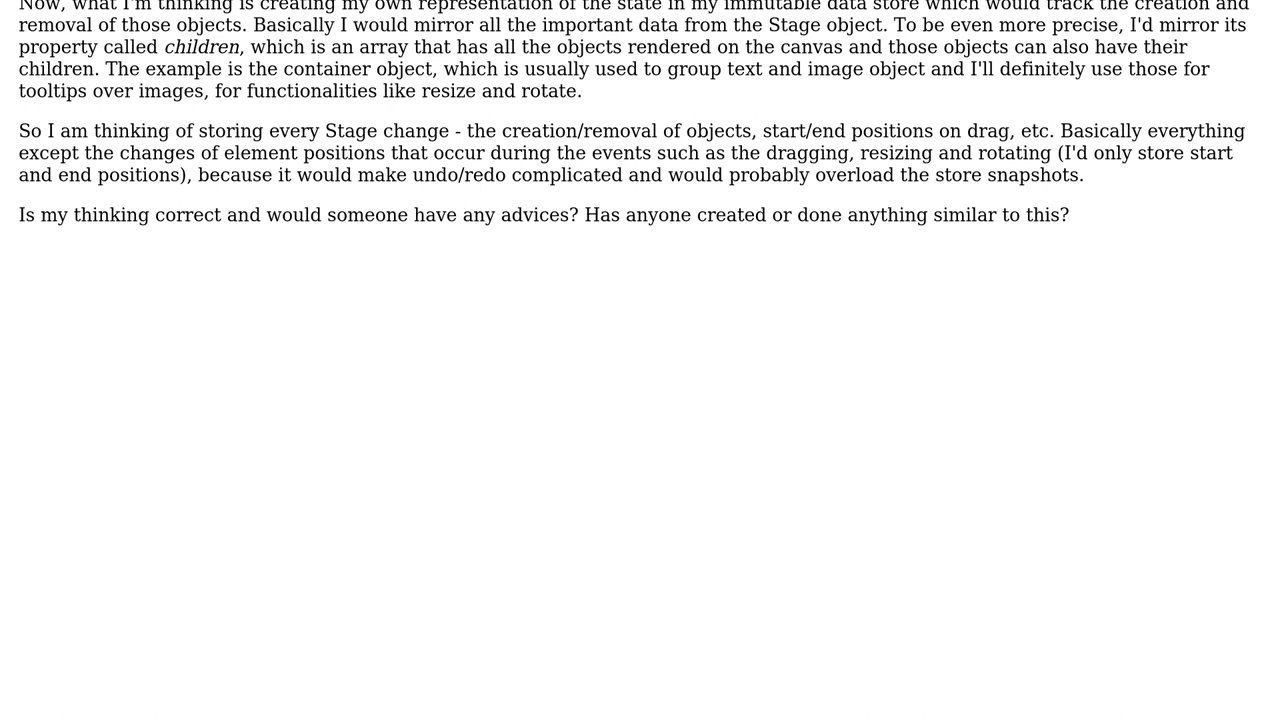 Now, what I'm thinking is creating my own representation of the state in my immutable data store which would track the creation and
removal of those objects. Basically I would mirror all the important data from the Stage object. To be even more precise, I'd mirror its
property called children, which is an array that has all the objects rendered on the canvas and those objects can also have their
children. The example is the container object, which is usually used to group text and image object and I'll definitely use those for
tooltips over images, for functionalities like resize and rotate.
So I am thinking of storing every Stage change - the creation/removal of objects, start/end positions on drag, etc. Basically everything
except the changes of element positions that occur during the events such as the dragging, resizing and rotating (I'd only store start
and end positions), because it would make undo/redo complicated and would probably overload the store snapshots.
Is my thinking correct and would someone have any advices? Has anyone created or done anything similar to this?